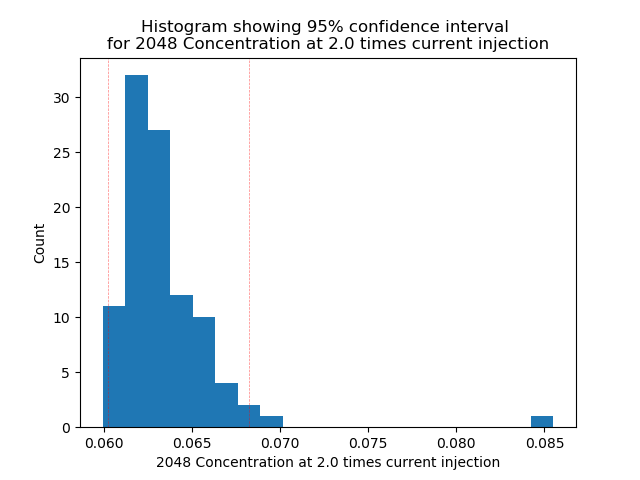 Histogram showing 95% confidence interval
for 2048 Concentration at 2.0 times current injection
30
25
20
15
10
5
0
Count
0.060 0.065 0.070 0.075 0.080 0.085
2048 Concentration at 2.0 times current injection